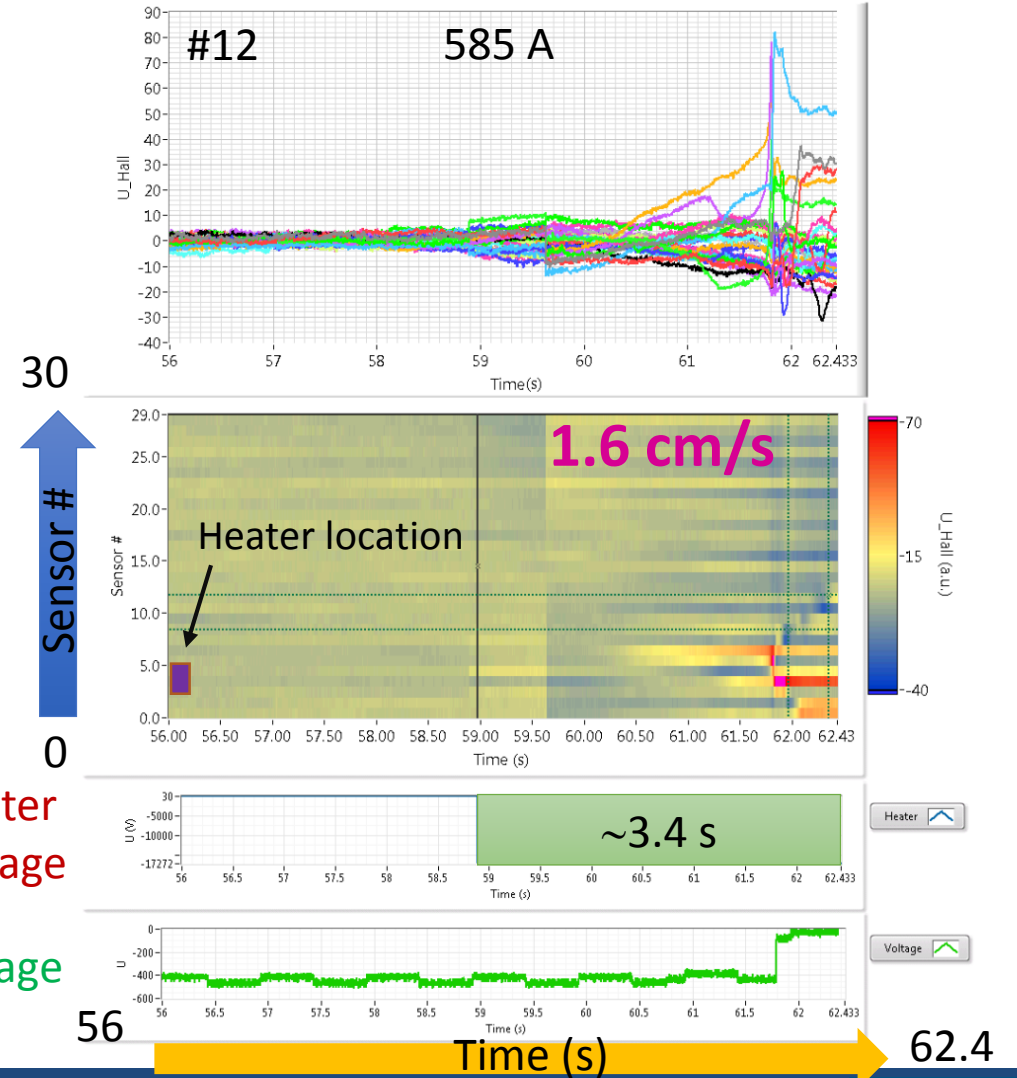 #12
585 A
90
80
70
60
50
40
30
20
10
0
-10
-20
-30
-40
U_Hall
56 57 58 59 60 61 62 62.433
Time(s)
30
Sensor #
0
29.0
25.0
20.0
15.0
10.0
5.0
0.0
Sensor #
1.6 cm/s
Heater location
56.00 56.50 57.00 57.50 58.00 58.50 59.00 59.50 60.00 60.50 61.00 61.50 62.00 62.43
Time (s)
70
-15
-40
U_Hall (a.u.)
ter
age
30
-5000
-10000
-17272
U (V)
~3.4 s
56 56.5 57 57.5 58 58.5 59 59.5 60 60.5 61 61.5 62 62.433
Time (s)
Heater
age
0
-200
-400
-600
U
56 56.5 57 57.5 58 58.5 59 59.5 60 60.5 61 61.5 62 62.433
Time (s)
Voltage
56
Time (s)
62.4